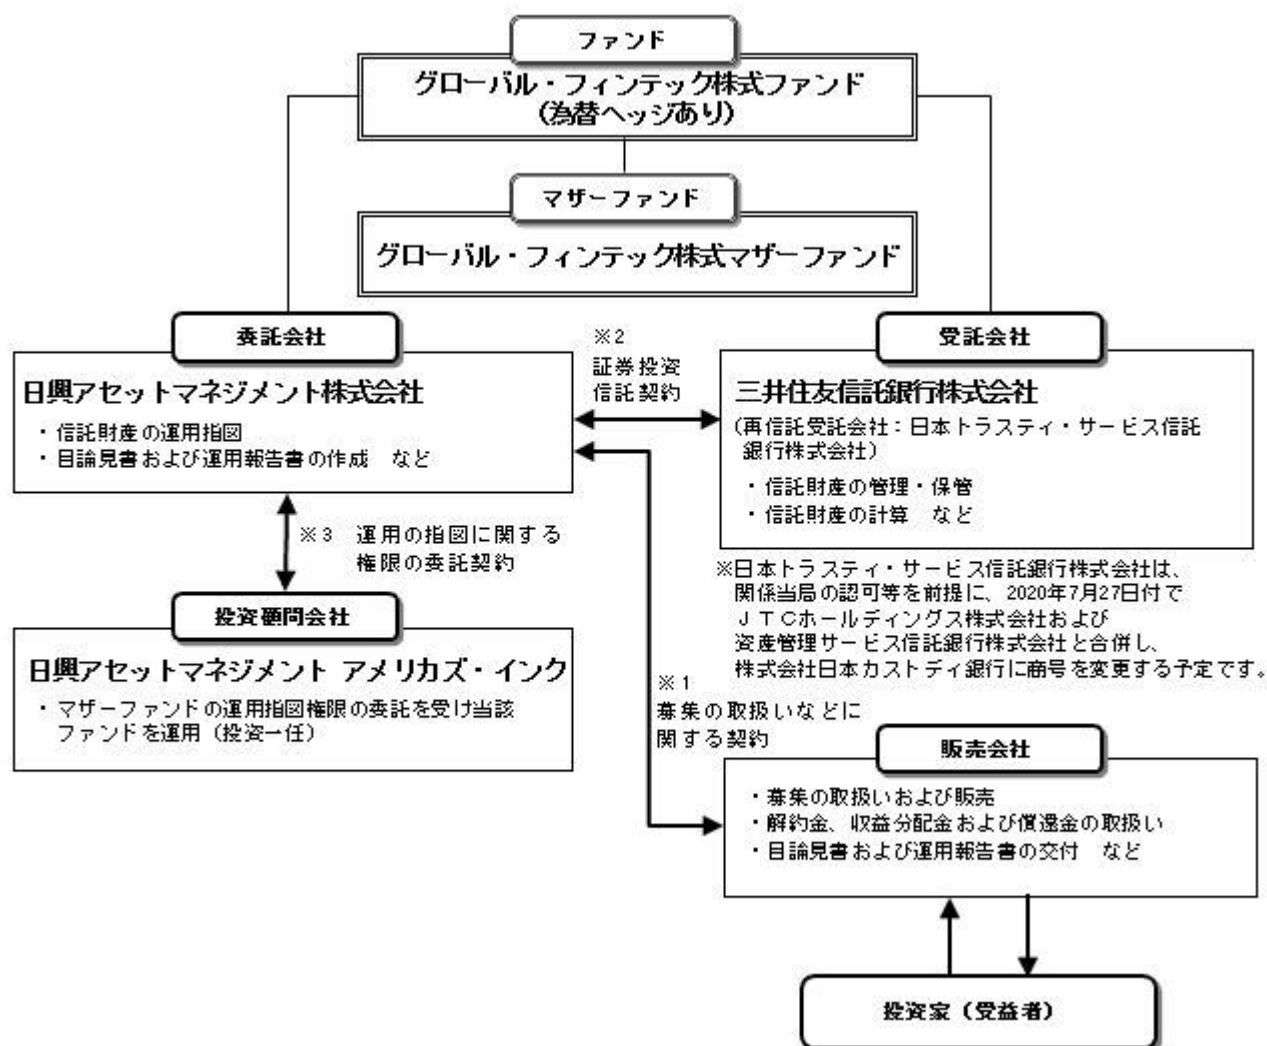 ファンド
グローバル・フィンテック株式ファンド
(為替ヘッジあり)
マザーファンド
グローバル・フィンテック株式マザーファンド
委託会社
日興アセットマネジメント株式会社
・信託財産の運用指図
・目論見書および運用報告書の作成　など
※2
証券投資
信託契約
受託会社
三井住友信託銀行株式会社
(再信託受託会社：日本トラスティ・サービス信託
銀行株式会社)
・信託財産の管理・保管
・信託財産の計算　など
※日本トラスティ・サービス信託銀行株式会社は、
関係当局の認可等を前提に、2020年7月27日付で
ＪＴＣホールディングス株式会社および
資産管理サービス信託銀行株式会社と合併し、
株式会社日本カストディ銀行に商号を変更する予定です。
※3　運用の指図に関する
権限の委託契約
投資顧問会社
日興アセットマネジメント アメリカズ・インク
・マザーファンドの運用指図権限の委託を受け当該
ファンドを運用（投資一任）
※1
募集の取扱いなどに
関する契約
販売会社
・募集の取扱いおよび販売
・解約金、収益分配金および償還金の取扱い
・目論見書および運用報告書の交付　など
投資家（受益者）